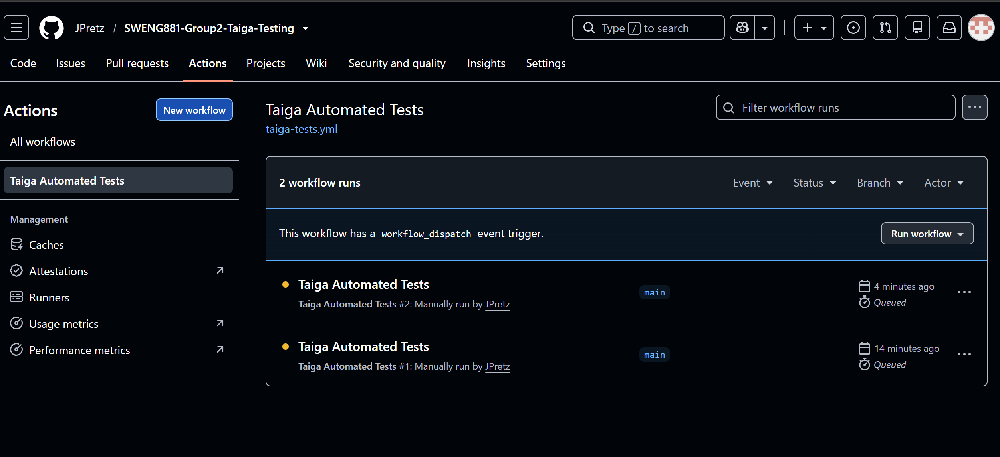 JPretz / SWENG881-Group2-Taiga-Testing
Type / to search
Code Issues Pull requests Actions Projects Wiki Security and quality Insights Settings
Actions
New workflow
All workflows
Taiga Automated Tests
Management
Caches
Attestations
Runners
Usage metrics
Performance metrics
Taiga Automated Tests
taiga-tests.yml
Filter workflow runs
2 workflow runs
Event Status Branch Actor
This workflow has a workflow_dispatch event trigger.
Run workflow
Taiga Automated Tests
Taiga Automated Tests #2: Manually run by JPretz
main
4 minutes ago
Queued
Taiga Automated Tests
Taiga Automated Tests #1: Manually run by JPretz
main
14 minutes ago
Queued